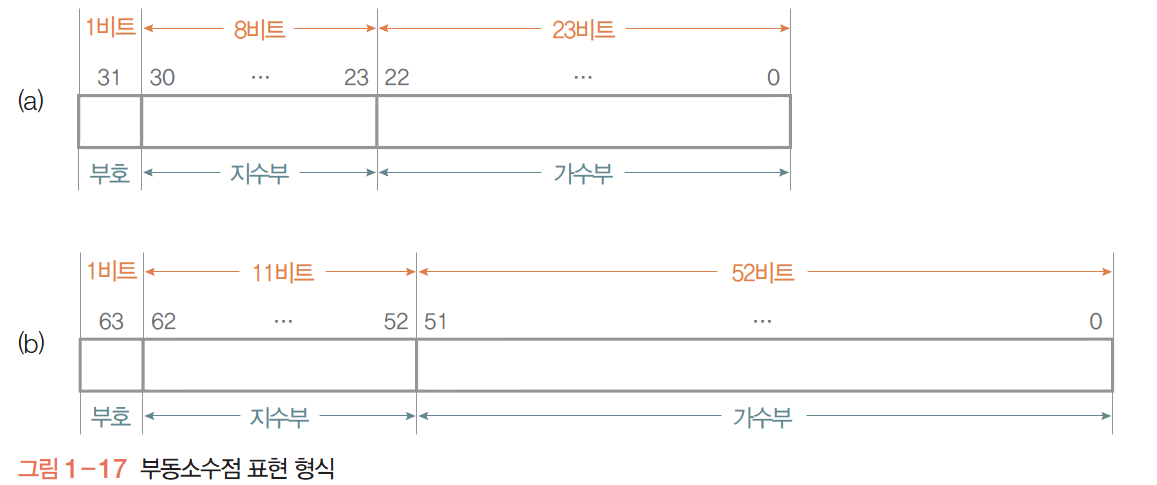 1비트 8비트 23비트
31 30 ··· 23 22 ··· 0
(a)
부호 지수부 가수부
1비트 11비트 52비트
63 62 ··· 52 51 ··· 0
(b)
부호 지수부 가수부
그림 1-17 부동소수점 표현 형식